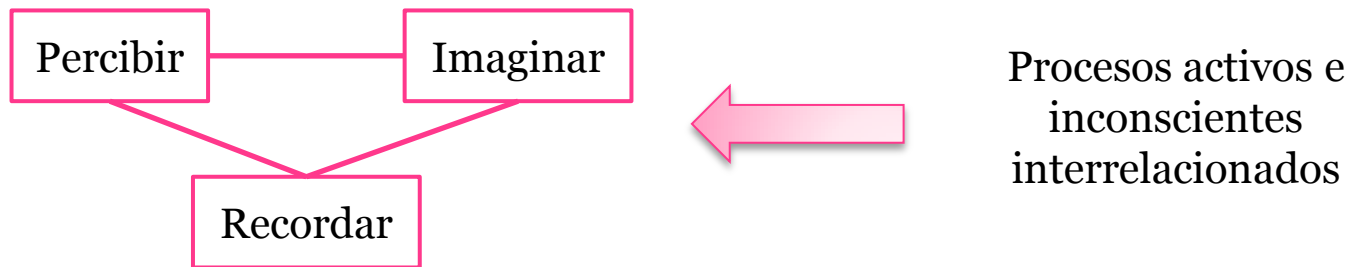 Percibir
Imaginar
Recordar
Procesos activos e
inconscientes
interrelacionados